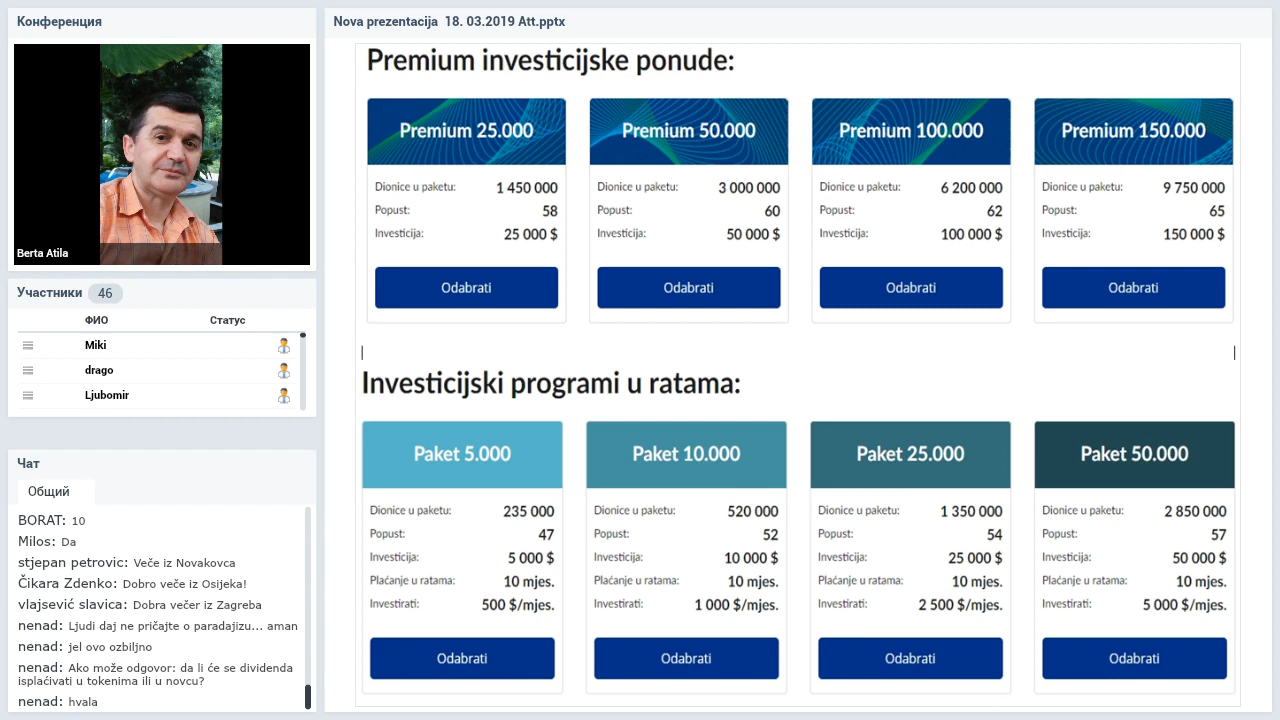 Конференция
Berta Atila
Участники 46
ФИО Статус
Miki
drago
Ljubomir
Чат
Общий
BORAT: 10
Milos: Da
stjepan petrovic: Veče iz Novakovca
Čikara Zdenko: Dobro veče iz Osijeka!
vlajsević slavica: Dobra večer iz Zagreba
nenad: Ljudi daj ne pričajte o paradajizu... aman
nenad: jel ovo ozbiljno
nenad: Ako može odgovor: da li će se dividenda
isplaćivati u tokenima ili u novcu?
nenad: hvala
Nova prezentacija 18. 03.2019 Att.pptx
Premium investicijske ponude:
Premium 25.000 Premium 50.000 Premium 100.000 Premium 150.000
Dionice u paketu: 1 450 000 Dionice u paketu: 3 000 000 Dionice u paketu: 6 200 000 Dionice u paketu: 9 750 000
Popust: 58 Popust: 60 Popust: 62 Popust: 65
Investicija: 25 000 $ Investicija: 50 000 $ Investicija: 100 000 $ Investicija: 150 000 $
Odabrati Odabrati Odabrati Odabrati
Investicijski programi u ratama:
Paket 5.000 Paket 10.000 Paket 25.000 Paket 50.000
Dionice u paketu: 235 000 Dionice u paketu: 520 000 Dionice u paketu: 1 350 000 Dionice u paketu: 2 850 000
Popust: 47 Popust: 52 Popust: 54 Popust: 57
Investicija: 5 000 $ Investicija: 10 000 $ Investicija: 25 000 $ Investicija: 50 000 $
Plaćanje u ratama: 10 mjes. Plaćanje u ratama: 10 mjes. Plaćanje u ratama: 10 mjes. Plaćanje u ratama: 10 mjes.
Investirati: 500 $/mjes. Investirati: 1 000 $/mjes. Investirati: 2 500 $/mjes. Investirati: 5 000 $/mjes.
Odabrati Odabrati Odabrati Odabrati